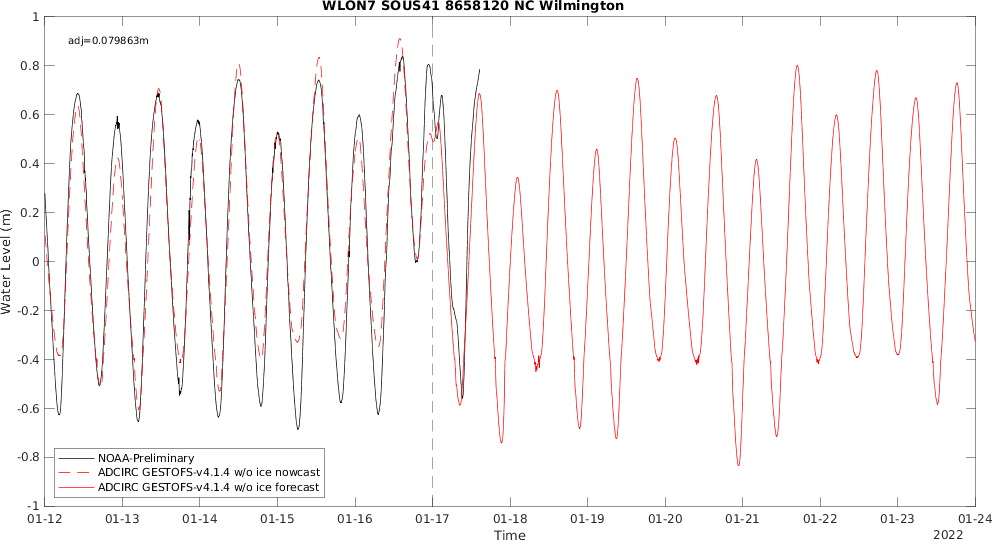 WLON7 SOUS41 8658120 NC Wilmington
adj=0.079863m
1
0.8
0.6
0.4
0.2
0
-0.2
-0.4
-0.6
-0.8
-1
Water Level (m)
NOAA-Preliminary
ADCIRC GESTOFS-v4.1.4 w/o ice nowcast
ADCIRC GESTOFS-v4.1.4 w/o ice forecast
01-12 01-13 01-14 01-15 01-16 01-17 01-18 01-19 01-20 01-21 01-22 01-23 01-24
Time
2022